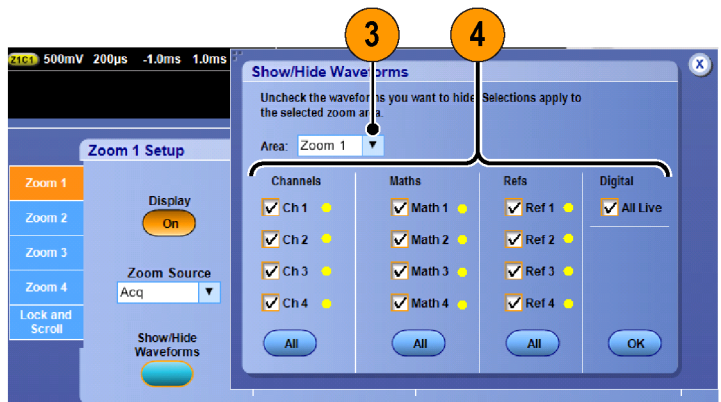 3
4
Z1C1 500mV 200µs -1.0ms 1.0ms
Show/Hide Waveforms
X
Uncheck the waveforms you want to hide. Selections apply to
the selected zoom area.
Area: Zoom 1
Zoom 1 Setup
Zoom 1
Zoom 2
Zoom 3
Zoom 4
Lock and
Scroll
Display
On
Zoom Source
Acq
Show/Hide
Waveforms
Channels Maths Refs Digital
Ch 1 Math 1 Ref 1 All Live
Ch 2 Math 2 Ref 2
Ch 3 Math 3 Ref 3
Ch 4 Math 4 Ref 4
All All All OK